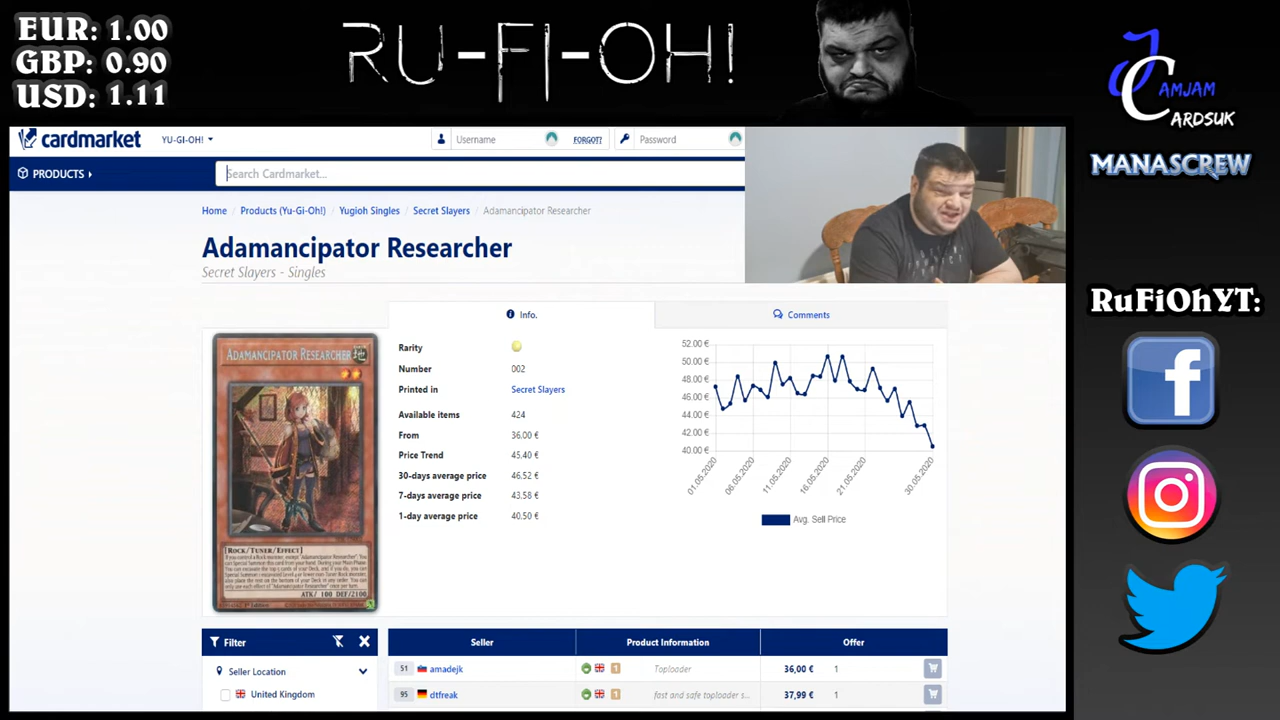 EUR: 1.00
GBP: 0.90
USD: 1.11
RU-FI-OH!
JAMJAM
CARDSUK
MANASCREW
RuFiOhYT:
cardmarket
YU-GI-OH!
Username
FORGOT?
Password
PRODUCTS
Search Cardmarket...
Home / Products (Yu-Gi-Oh!) / Yugioh Singles / Secret Slayers / Adamancipator Researcher
Adamancipator Researcher
Secret Slayers - Singles
Info.
Comments
ADAMANCIPATOR RESEARCHER
[ROCK/TUNER/EFFECT]
ATK/ 100 DEF/2100
Rarity
Number 002
Printed in Secret Slayers
Available items 424
From 36.00 €
Price Trend 45.40 €
30-days average price 46.52 €
7-days average price 43.58 €
1-day average price 40.50 €
52.00 €
50.00 €
48.00 €
46.00 €
44.00 €
42.00 €
40.00 €
01.05.2020
06.05.2020
11.05.2020
16.05.2020
21.05.2020
30.05.2020
Avg. Sell Price
Filter
Seller Location
United Kingdom
Seller Product Information Offer
51 amadejk 1 Toploader 36,00 € 1
95 dtfreak 1 fast and safe toploader s... 37,99 € 1